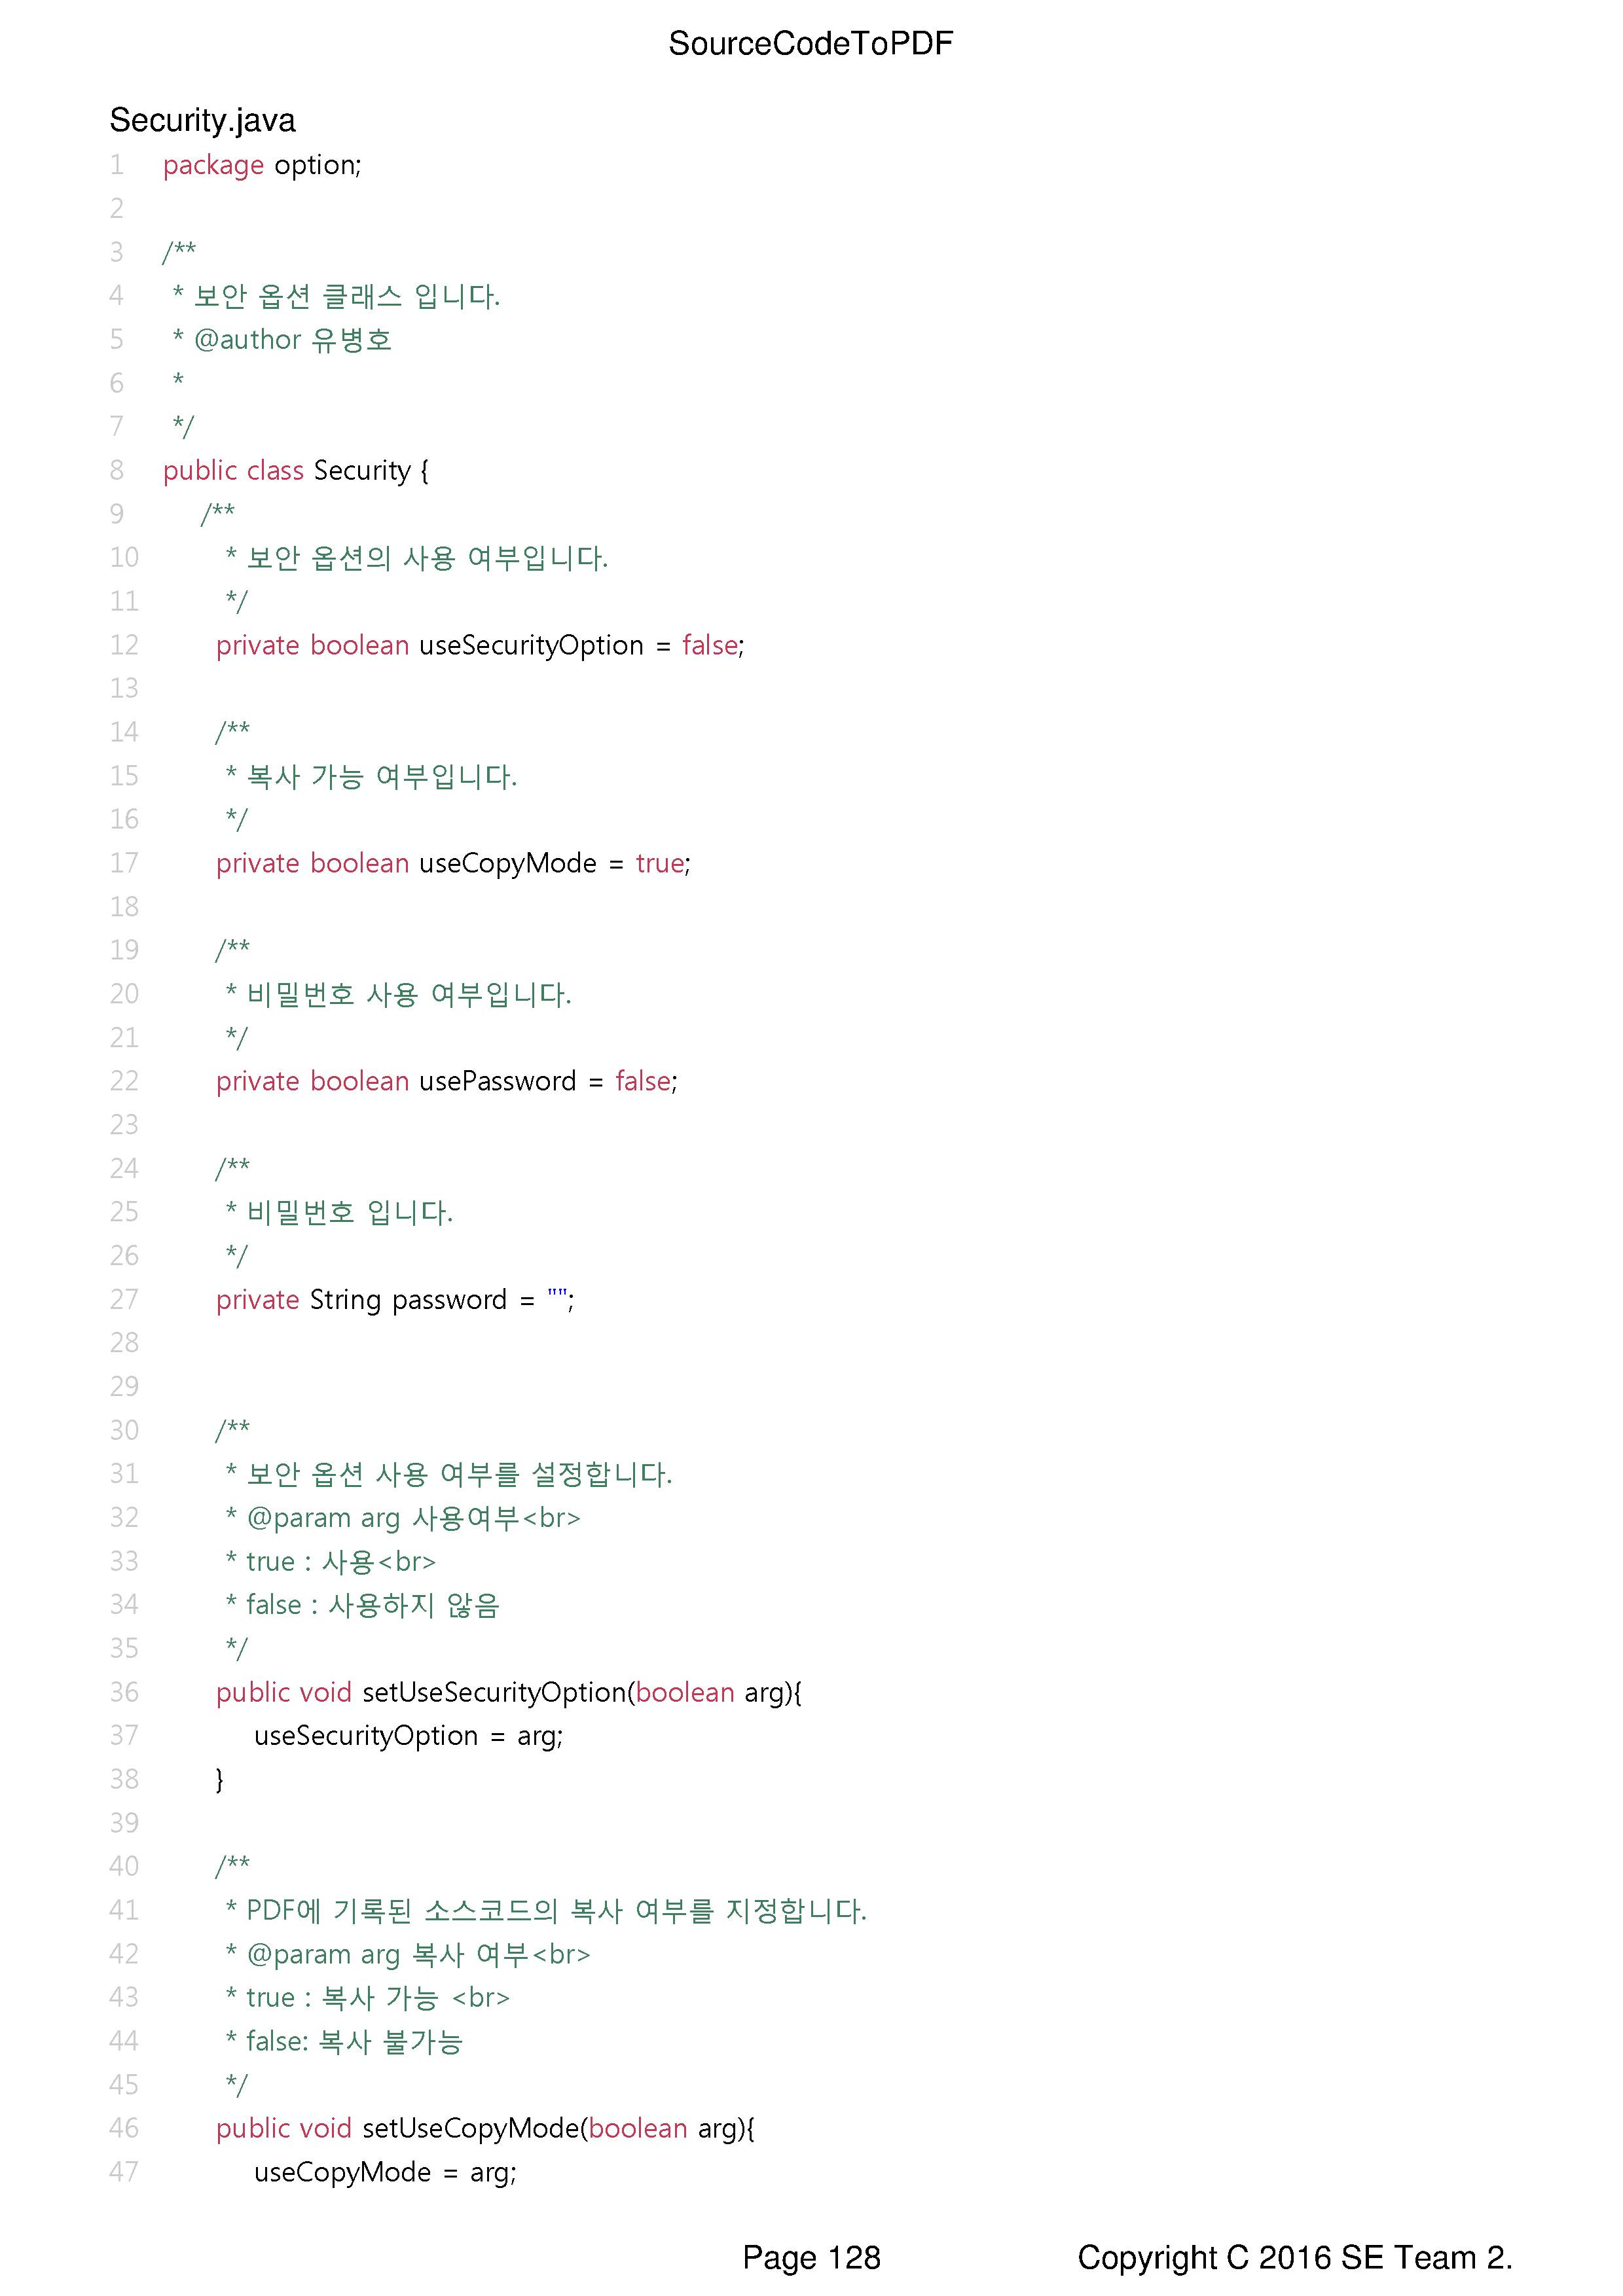 SourceCodeToPDF
Security.java
1 package option;
2
3 /**
4 * 보안 옵션 클래스 입니다.
5 * @author 유병호
6 *
7 */
8 public class Security {
9 /**
10 * 보안 옵션의 사용 여부입니다.
11 */
12 private boolean useSecurityOption = false;
13
14 /**
15 * 복사 가능 여부입니다.
16 */
17 private boolean useCopyMode = true;
18
19 /**
20 * 비밀번호 사용 여부입니다.
21 */
22 private boolean usePassword = false;
23
24 /**
25 * 비밀번호 입니다.
26 */
27 private String password = "";
28
29
30 /**
31 * 보안 옵션 사용 여부를 설정합니다.
32 * @param arg 사용여부<br>
33 * true : 사용<br>
34 * false : 사용하지 않음
35 */
36 public void setUseSecurityOption(boolean arg){
37 useSecurityOption = arg;
38 }
39
40 /**
41 * PDF에 기록된 소스코드의 복사 여부를 지정합니다.
42 * @param arg 복사 여부<br>
43 * true : 복사 가능 <br>
44 * false: 복사 불가능
45 */
46 public void setUseCopyMode(boolean arg){
47 useCopyMode = arg;
Page 128 Copyright C 2016 SE Team 2.